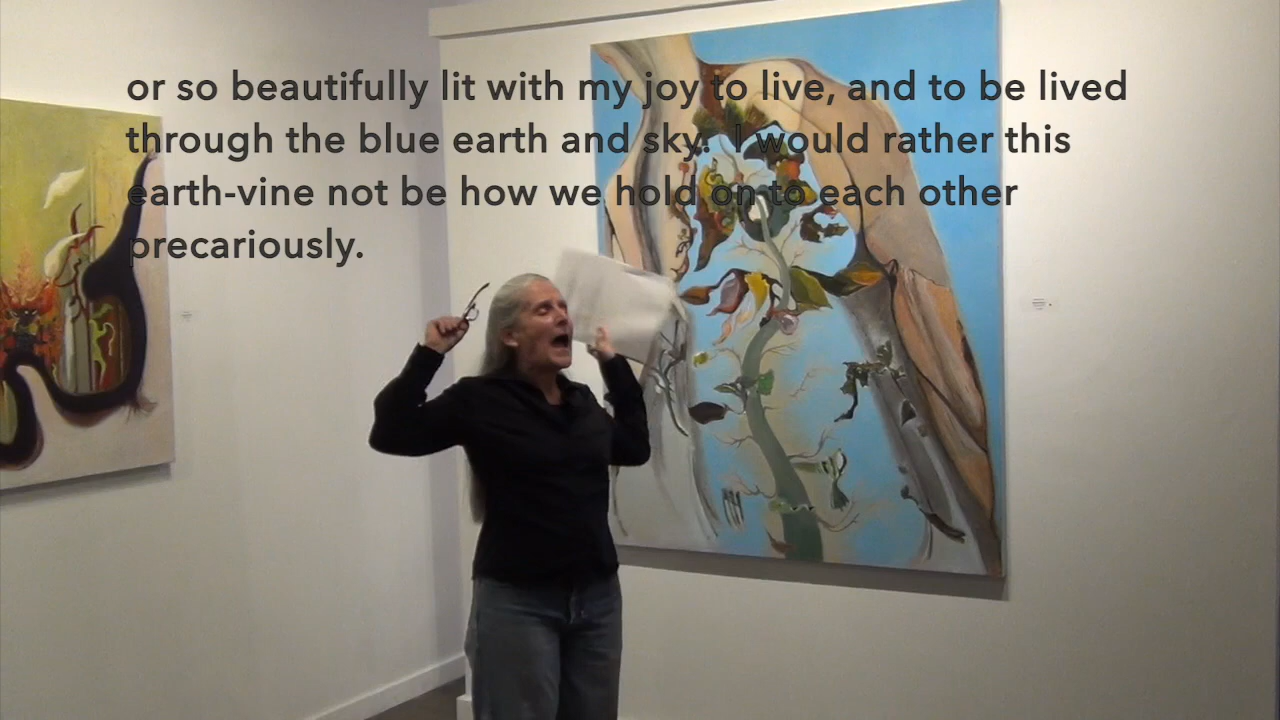 or so beautifully lit with my joy to live, and to be lived
through the blue earth and sky.  I would rather this
earth-vine not be how we hold on to each other
precariously.